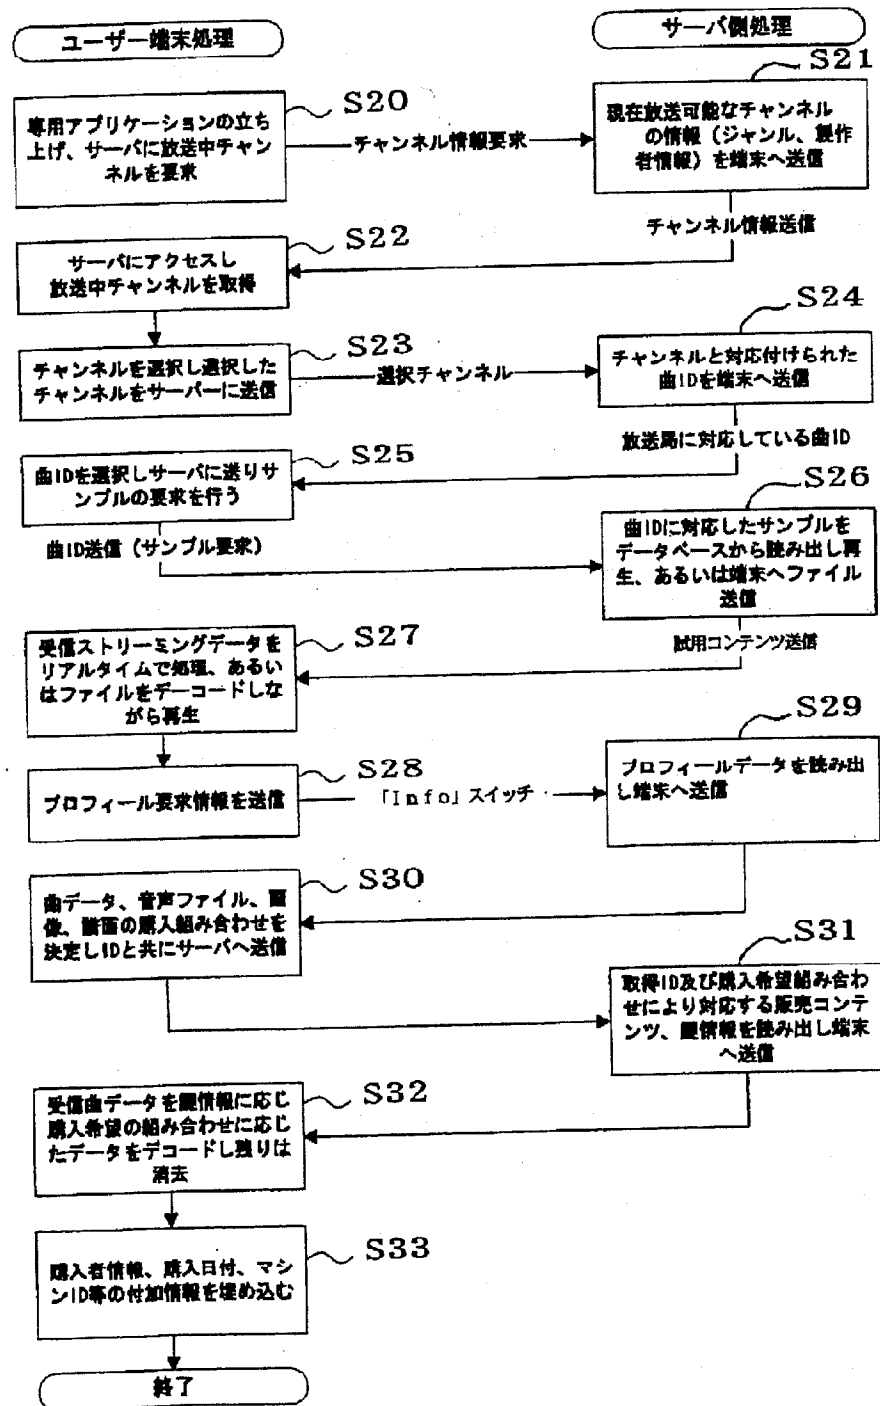 ユーザー端末処理
サーバ側処理
S20
専用アプリケーションの立ち
上げ、サーバに放送中チャン
ネルを要求
チャンネル情報要求
S21
現在放送可能なチャンネル
の情報（ジャンル、製作
者情報）を端末へ送信
チャンネル情報送信
S22
サーバにアクセスし
放送中チャンネルを取得
S23
チャンネルを選択し選択した
チャンネルをサーバーに送信
選択チャンネル
S24
チャンネルと対応付けられた
曲IDを端末へ送信
放送局に対応している曲ID
S25
曲IDを選択しサーバに送りサ
ンプルの要求を行う
曲ID送信（サンプル要求）
S26
曲IDに対応したサンプルを
データベースから読み出し再
生、あるいは端末へファイル
送信
試用コンテンツ送信
S27
受信ストリーミングデータを
リアルタイムで処理、あるい
はファイルをデーコードしな
がら再生
S28
プロフィール要求情報を送信
「Info」スイッチ
S29
プロフィールデータを読み出
し端末へ送信
S30
曲データ、音声ファイル、画
像、譜面の購入組み合わせを
決定しIDと共にサーバへ送信
S31
取得ID及び購入希望組み合わ
せにより対応する販売コンテ
ンツ、鍵情報を読み出し端末
へ送信
S32
受信曲データを鍵情報に応じ
購入希望の組み合わせに応じ
たデータをデコードし残りは
消去
S33
購入者情報、購入日付、マシ
ンID等の付加情報を埋め込む
終了